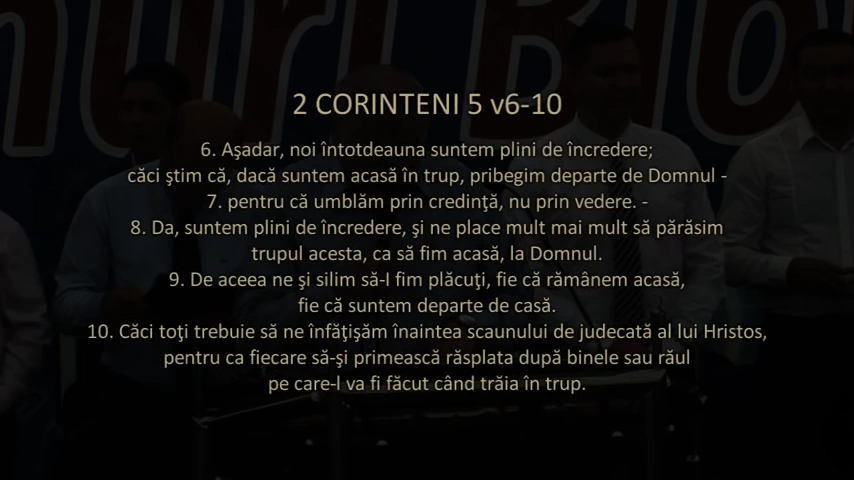 2 CORINTENI 5 v6-10
6. Aşadar, noi întotdeauna suntem plini de încredere;
căci ştim că, dacă suntem acasă în trup, pribegim departe de Domnul -
7. pentru că umblăm prin credinţă, nu prin vedere. -
8. Da, suntem plini de încredere, şi ne place mult mai mult să părăsim
trupul acesta, ca să fim acasă, la Domnul.
9. De aceea ne şi silim să-I fim plăcuţi, fie că rămânem acasă,
fie că suntem departe de casă.
10. Căci toţi trebuie să ne înfăţişăm înaintea scaunului de judecată al lui Hristos,
pentru ca fiecare să-şi primească răsplata după binele sau răul
pe care-l va fi făcut când trăia în trup.